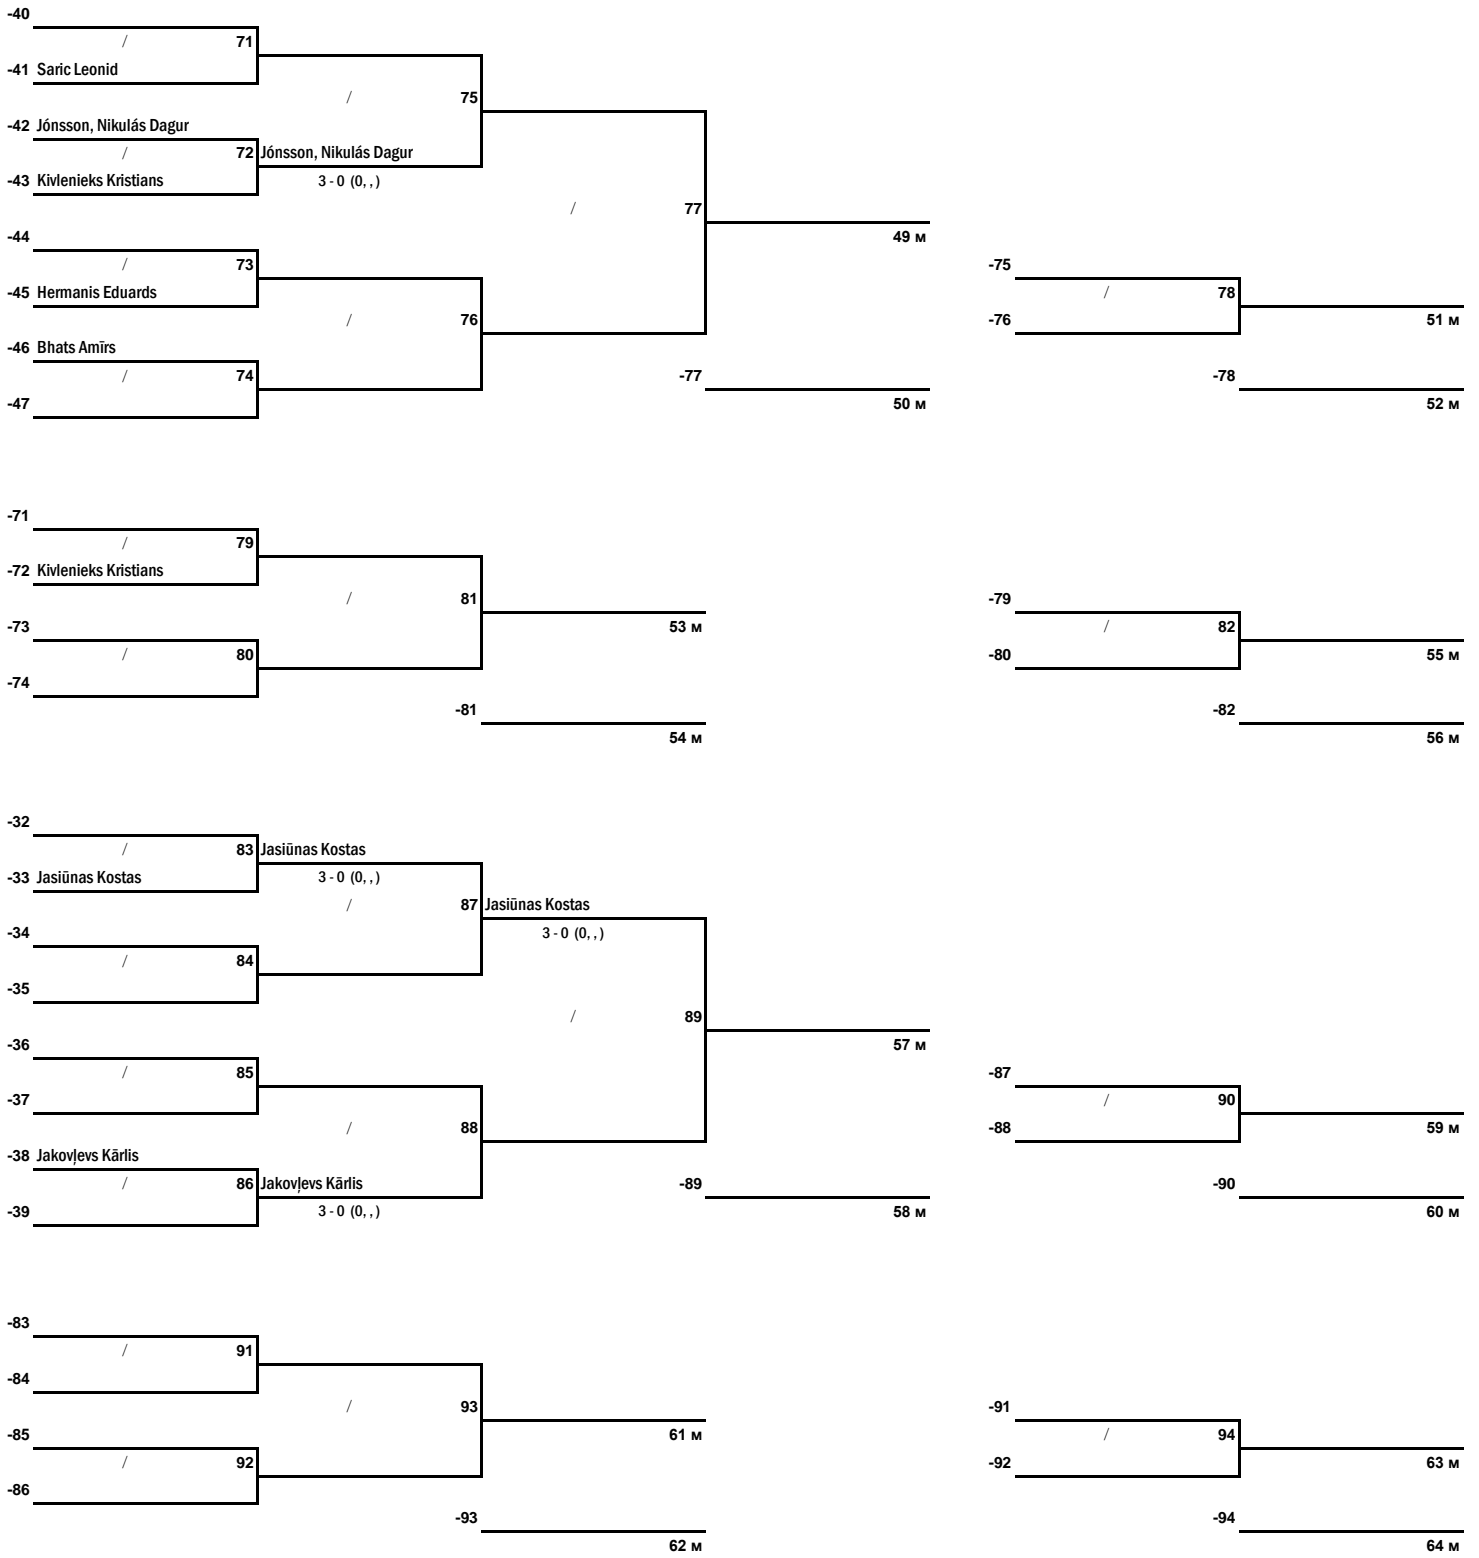 -40
/ 71
-41 Saric Leonid
/ 75
-42 Jónsson, Nikulás Dagur
/ 72 Jónsson, Nikulás Dagur
-43 Kivlenieks Kristians 3 - 0 (0, , )
/ 77
-44 49 м
/ 73 -75
-45 Hermanis Eduards / 78
/ 76 -76 51 м
-46 Bhats Amīrs
/ 74 -77 -78
-47 50 м 52 м
-71
/ 79
-72 Kivlenieks Kristians
/ 81 -79
-73 53 м / 82
/ 80 -80 55 м
-74
-81 -82
54 м 56 м
-32
/ 83 Jasiūnas Kostas
-33 Jasiūnas Kostas 3 - 0 (0, , )
/ 87 Jasiūnas Kostas
-34 3 - 0 (0, , )
/ 84
-35
/ 89
-36 57 м
/ 85 -87
-37 / 90
/ 88 -88 59 м
-38 Jakovļevs Kārlis
/ 86 Jakovļevs Kārlis -89 -90
-39 3 - 0 (0, , ) 58 м 60 м
-83
/ 91
-84
/ 93 -91
-85 61 м / 94
/ 92 -92 63 м
-86
-93 -94
62 м 64 м